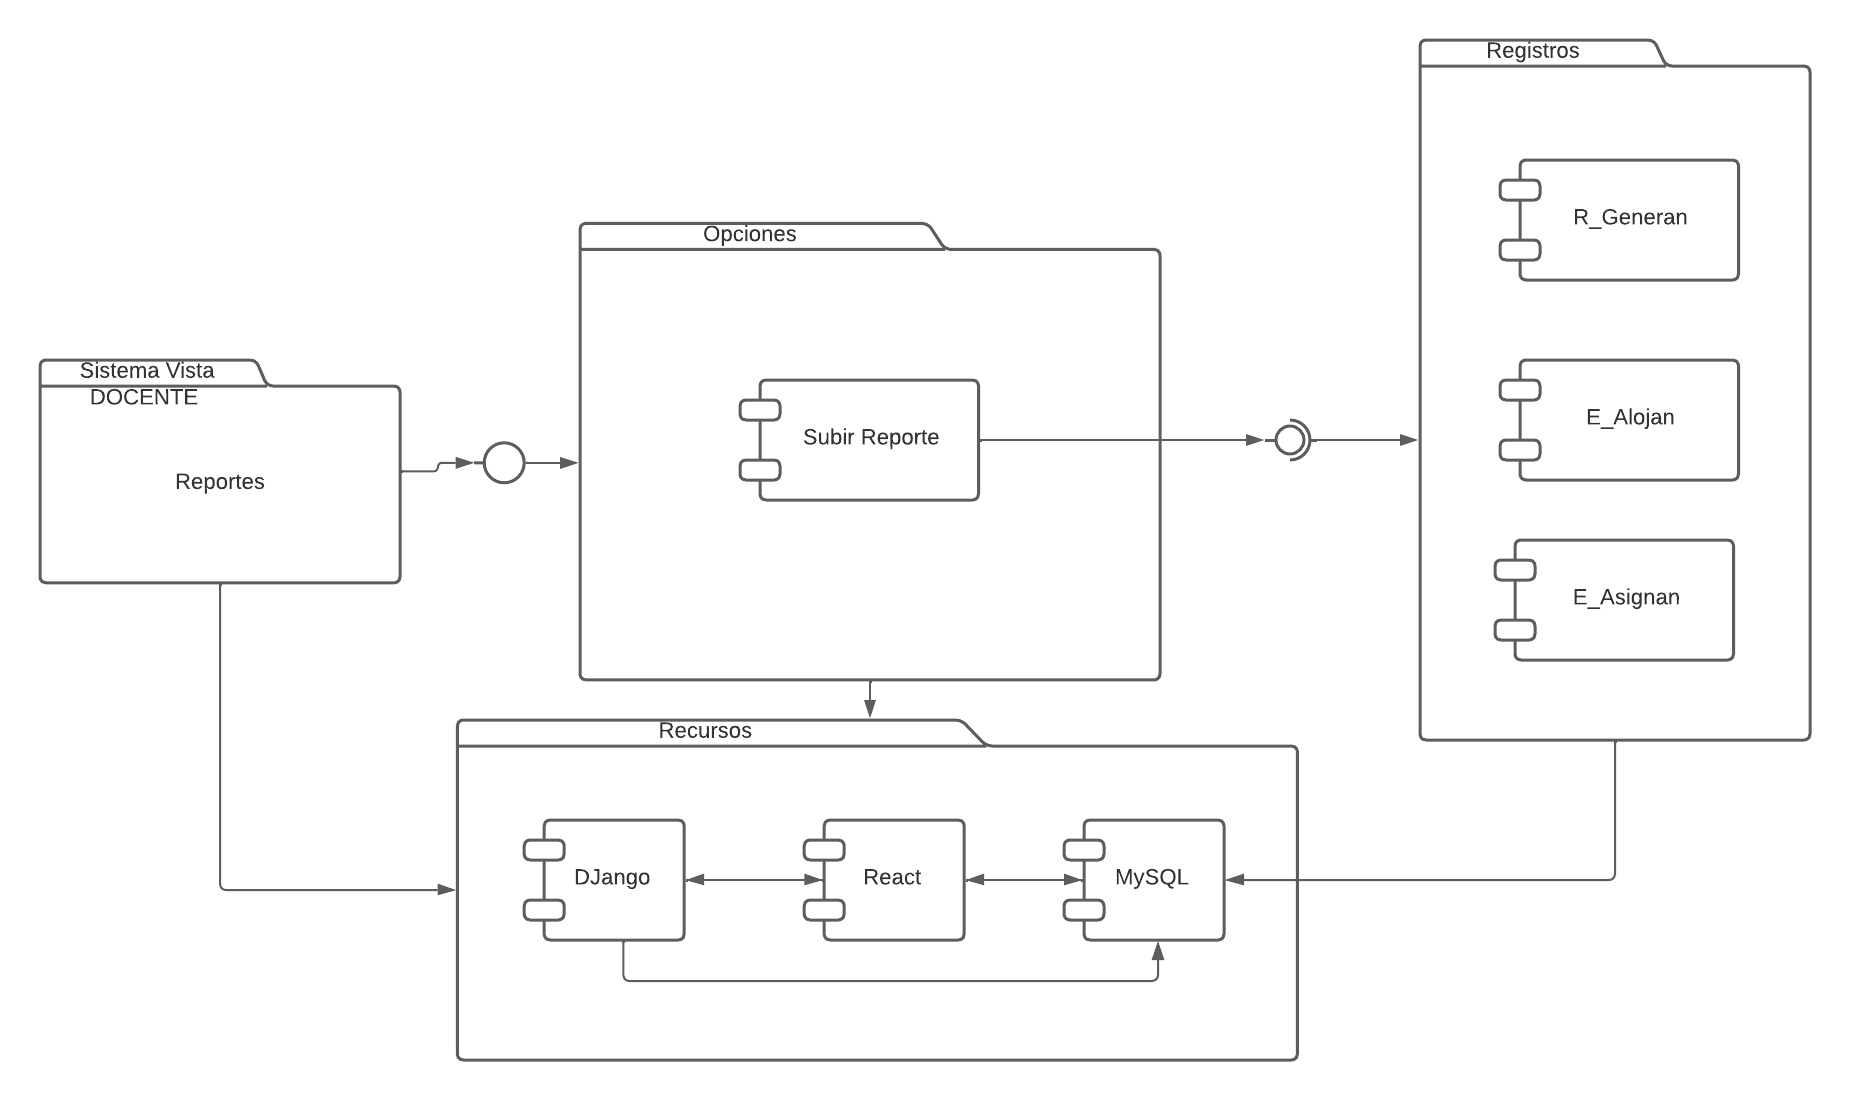 Registros
R_Generan
Opciones
Sistema Vista
DOCENTE
E_Alojan
Subir Reporte
Reportes
E_Asignan
Recursos
DJango
React
MySQL